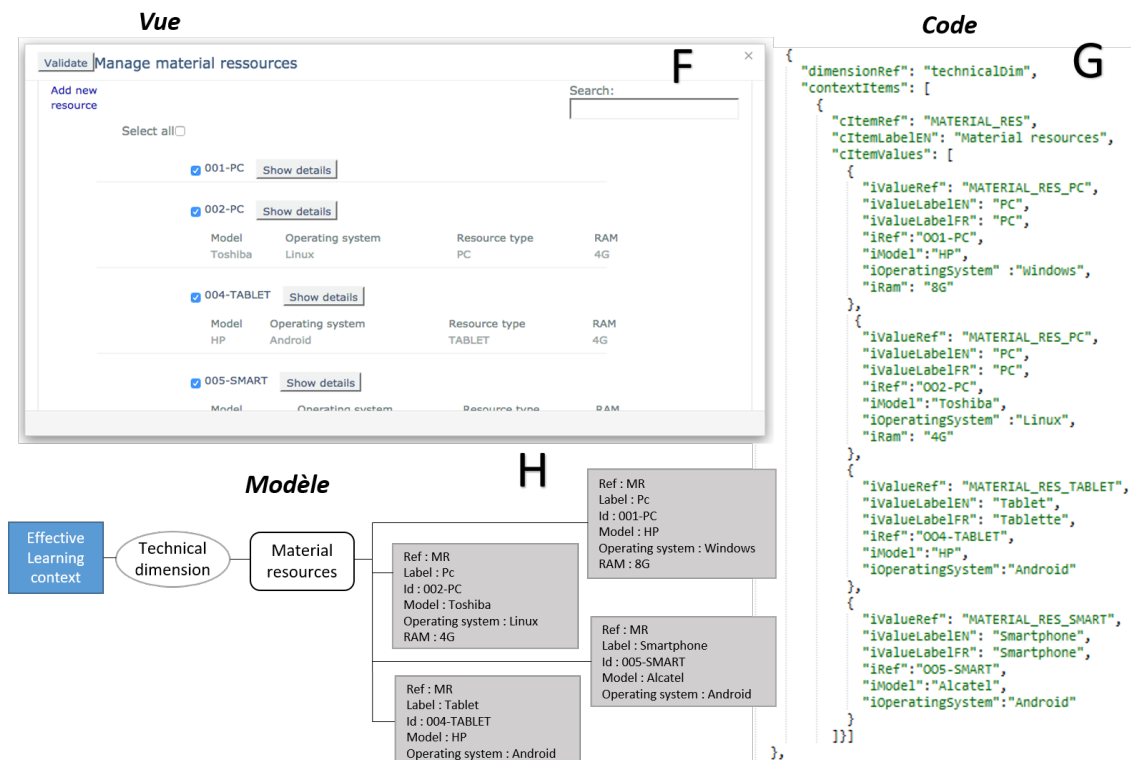 Vue
F
Validate Manage material ressources
×
Add new
resource
Search:
Select all
001-PC Show details
002-PC Show details
Model Operating system Resource type RAM
Toshiba Linux PC 4G
004-TABLET Show details
Model Operating system Resource type RAM
HP Android TABLET 4G
005-SMART Show details
Model Operating system Resource type RAM
Code
G
{
"dimensionRef": "technicalDim",
"contextItems": [
{
"cItemRef": "MATERIAL_RES",
"cItemLabelEN": "Material resources",
"cItemValues": [
{
"iValueRef": "MATERIAL_RES_PC",
"iValueLabelEN": "PC",
"iValueLabelFR": "PC",
"iRef":"001-PC",
"iModel":"HP",
"iOperatingSystem" :"Windows",
"iRam": "8G"
},
{
"iValueRef": "MATERIAL_RES_PC",
"iValueLabelEN": "PC",
"iValueLabelFR": "PC",
"iRef":"002-PC",
"iModel":"Toshiba",
"iOperatingSystem" :"Linux",
"iRam": "4G"
},
{
"iValueRef": "MATERIAL_RES_TABLET",
"iValueLabelEN": "Tablet",
"iValueLabelFR": "Tablette",
"iRef":"004-TABLET",
"iModel":"HP",
"iOperatingSystem":"Android"
},
{
"iValueRef": "MATERIAL_RES_SMART",
"iValueLabelEN": "Smartphone",
"iValueLabelFR": "Smartphone",
"iRef":"005-SMART",
"iModel":"Alcatel",
"iOperatingSystem":"Android"
}
]}]
},
H
Modèle
Effective
Learning
context
Technical
dimension
Material
resources
Ref : MR
Label : Pc
Id : 001-PC
Model : HP
Operating system : Windows
RAM : 8G
Ref : MR
Label : Pc
Id : 002-PC
Model : Toshiba
Operating system : Linux
RAM : 4G
Ref : MR
Label : Smartphone
Id : 005-SMART
Model : Alcatel
Operating system : Android
Ref : MR
Label : Tablet
Id : 004-TABLET
Model : HP
Operating system : Android